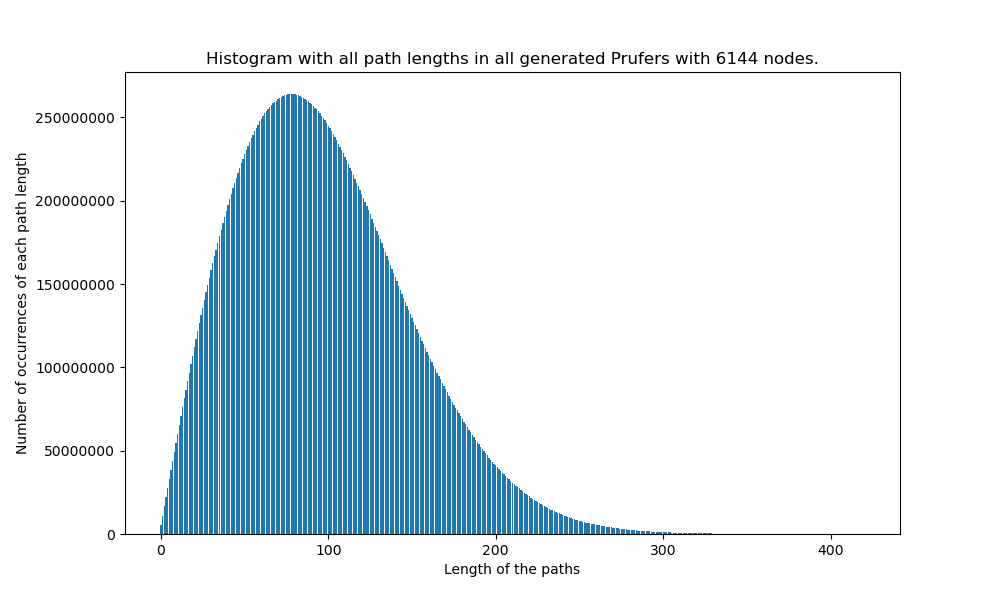 Histogram with all path lengths in all generated Prufers with 6144 nodes.
Number of occurrences of each path length
250000000
200000000
150000000
100000000
50000000
0
0 100 200 300 400
Length of the paths